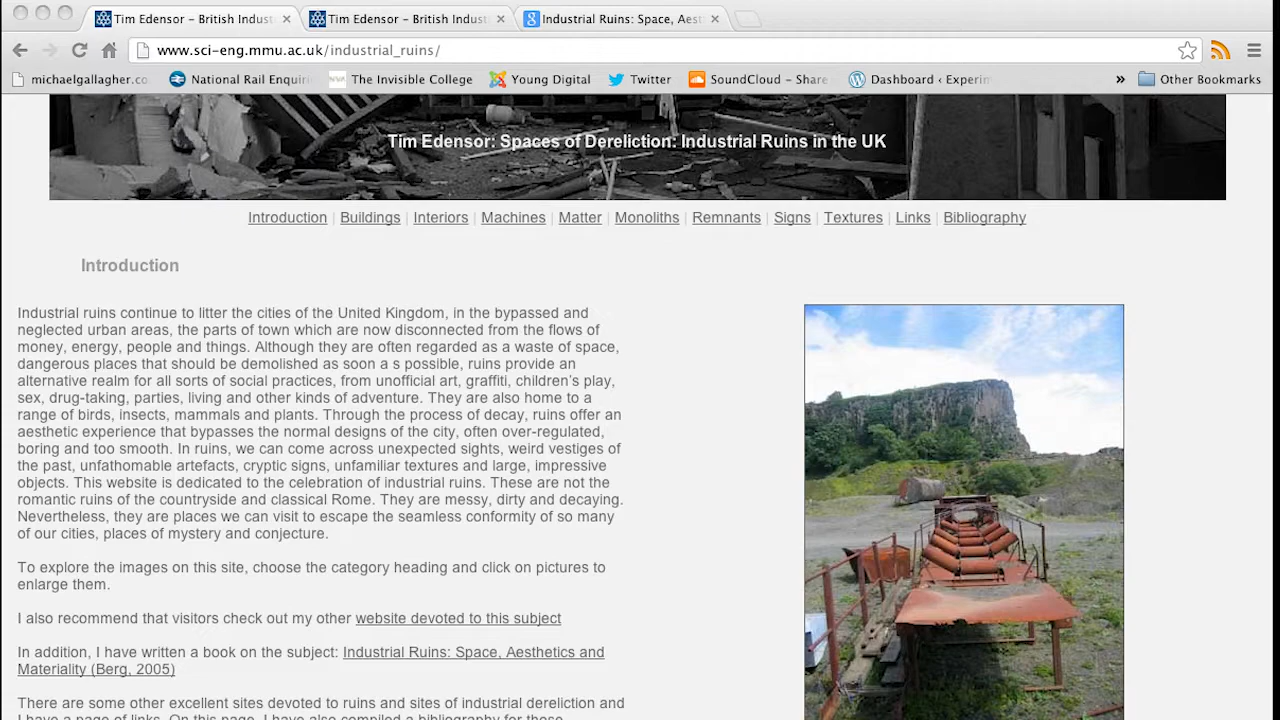 Tim Edensor – British Indust
Tim Edensor – British Indust
Industrial Ruins: Space, Aest
www.sci-eng.mmu.ac.uk/industrial_ruins/
michaelgallagher.co
National Rail Enquiri
The Invisible College
Young Digital
Twitter
SoundCloud – Share
Dashboard ‹ Experim
»
Other Bookmarks
Tim Edensor: Spaces of Dereliction: Industrial Ruins in the UK
Introduction | Buildings | Interiors | Machines | Matter | Monoliths | Remnants | Signs | Textures | Links | Bibliography
Introduction
Industrial ruins continue to litter the cities of the United Kingdom, in the bypassed and
neglected urban areas, the parts of town which are now disconnected from the flows of
money, energy, people and things. Although they are often regarded as a waste of space,
dangerous places that should be demolished as soon a s possible, ruins provide an
alternative realm for all sorts of social practices, from unofficial art, graffiti, children's play,
sex, drug-taking, parties, living and other kinds of adventure. They are also home to a
range of birds, insects, mammals and plants. Through the process of decay, ruins offer an
aesthetic experience that bypasses the normal designs of the city, often over-regulated,
boring and too smooth. In ruins, we can come across unexpected sights, weird vestiges of
the past, unfathomable artefacts, cryptic signs, unfamiliar textures and large, impressive
objects. This website is dedicated to the celebration of industrial ruins. These are not the
romantic ruins of the countryside and classical Rome. They are messy, dirty and decaying.
Nevertheless, they are places we can visit to escape the seamless conformity of so many
of our cities, places of mystery and conjecture.
To explore the images on this site, choose the category heading and click on pictures to
enlarge them.
I also recommend that visitors check out my other website devoted to this subject
In addition, I have written a book on the subject: Industrial Ruins: Space, Aesthetics and
Materiality (Berg, 2005)
There are some other excellent sites devoted to ruins and sites of industrial dereliction and
I have a page of links. On this page, I have also compiled a bibliography for those